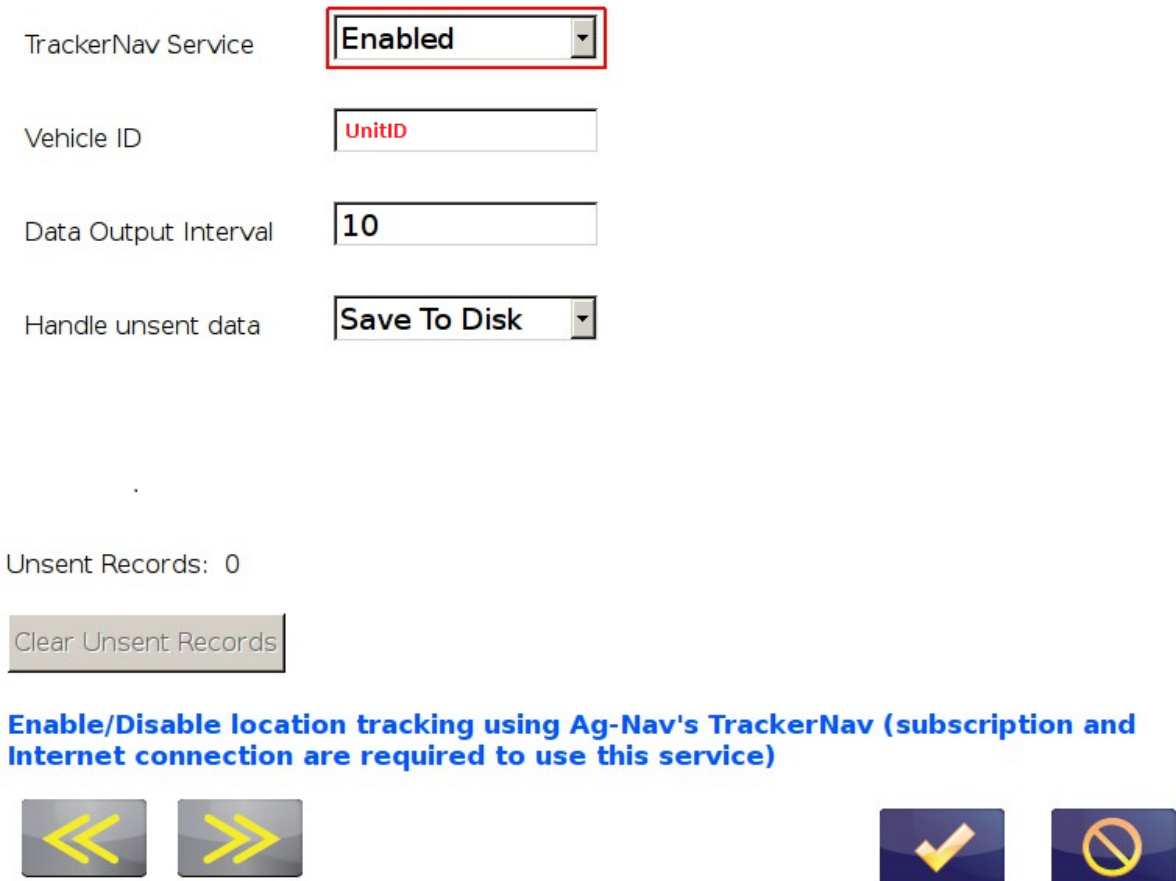 TrackerNav Service Enabled
Vehicle ID UnitID
Data Output Interval 10
Handle unsent data Save To Disk
Unsent Records: 0
Clear Unsent Records
Enable/Disable location tracking using Ag-Nav's TrackerNav (subscription and
Internet connection are required to use this service)